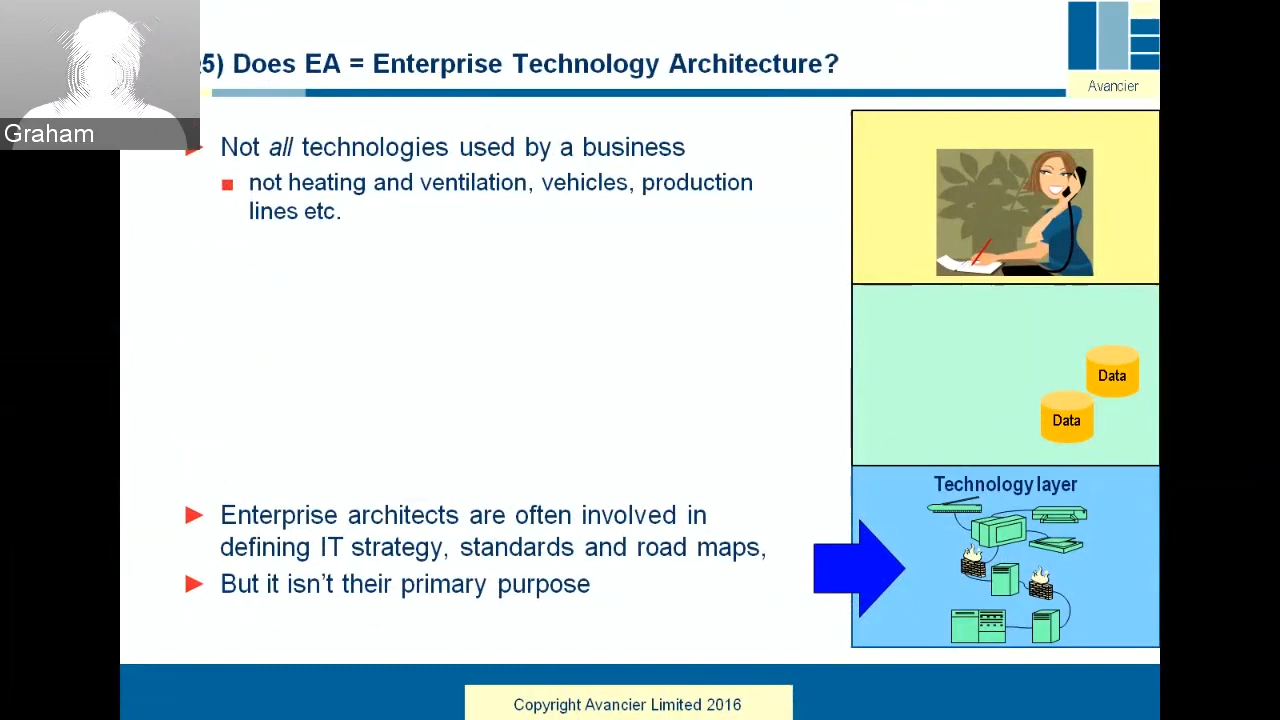 5) Does EA = Enterprise Technology Architecture?
Avancier
Graham
Not all technologies used by a business
not heating and ventilation, vehicles, production
lines etc.
Data
Data
Technology layer
Enterprise architects are often involved in
defining IT strategy, standards and road maps,
But it isn't their primary purpose
Copyright Avancier Limited 2016